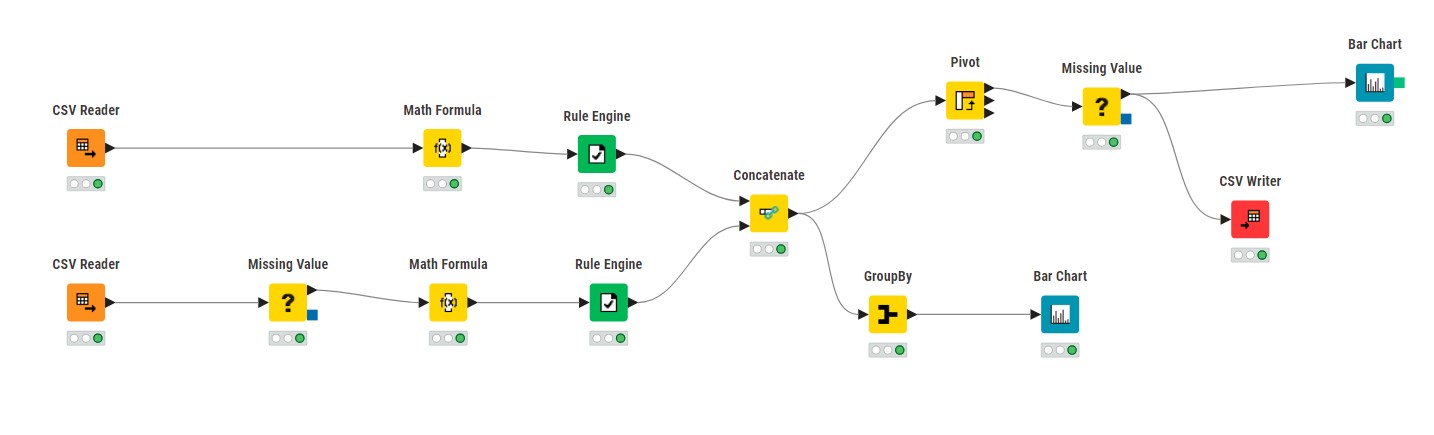 Bar Chart
Pivot
Missing Value
CSV Reader
Math Formula
Rule Engine
f(x)
Concatenate
?
CSV Writer
CSV Reader
Missing Value
Math Formula
Rule Engine
GroupBy
Bar Chart
?
f(x)